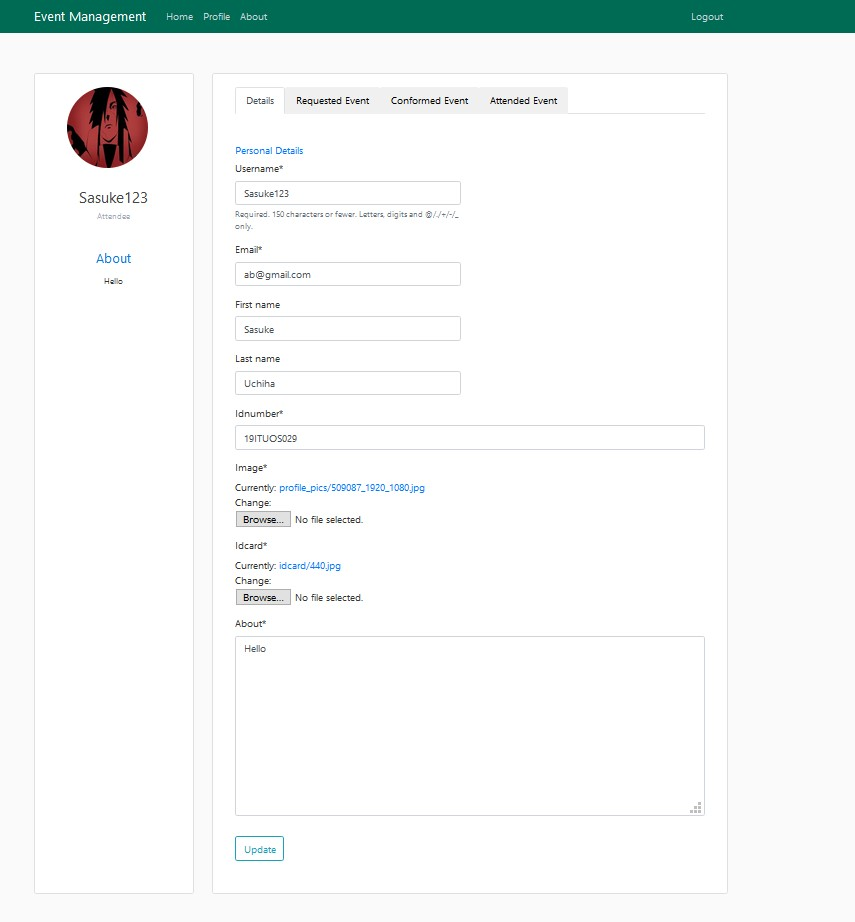 Event Management Home Profile About Logout
Sasuke123
Attendee
About
Hello
Details Requested Event Conformed Event Attended Event
Personal Details
Username*
Sasuke123
Required. 150 characters or fewer. Letters, digits and @/./+/-/_
only.
Email*
ab@gmail.com
First name
Sasuke
Last name
Uchiha
Idnumber*
19ITUOS029
Image*
Currently: profile_pics/509087_1920_1080.jpg
Change:
Browse... No file selected.
Idcard*
Currently: idcard/440.jpg
Change:
Browse... No file selected.
About*
Hello
Update